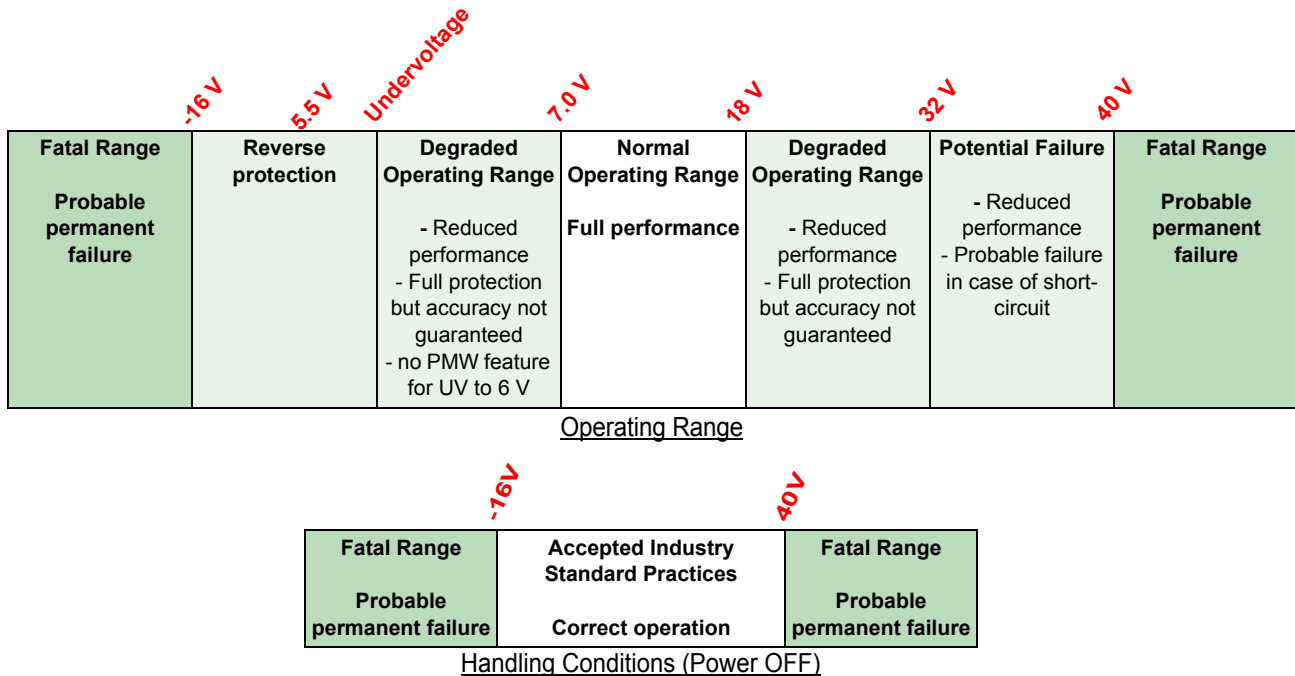 -16 V
5.5 V
Undervoltage
7.0 V
18 V
32 V
40 V
Fatal Range
Probable
permanent
failure
Reverse
protection
Degraded
Operating Range
- Reduced
performance
- Full protection
but accuracy not
guaranteed
- no PMW feature
for UV to 6 V
Normal
Operating Range
Full performance
Degraded
Operating Range
- Reduced
performance
- Full protection
but accuracy not
guaranteed
Potential Failure
- Reduced
performance
- Probable failure
in case of short-
circuit
Fatal Range
Probable
permanent
failure
Operating Range
-16V
40V
Fatal Range
Probable
permanent failure
Accepted Industry
Standard Practices
Correct operation
Fatal Range
Probable
permanent failure
Handling Conditions (Power OFF)